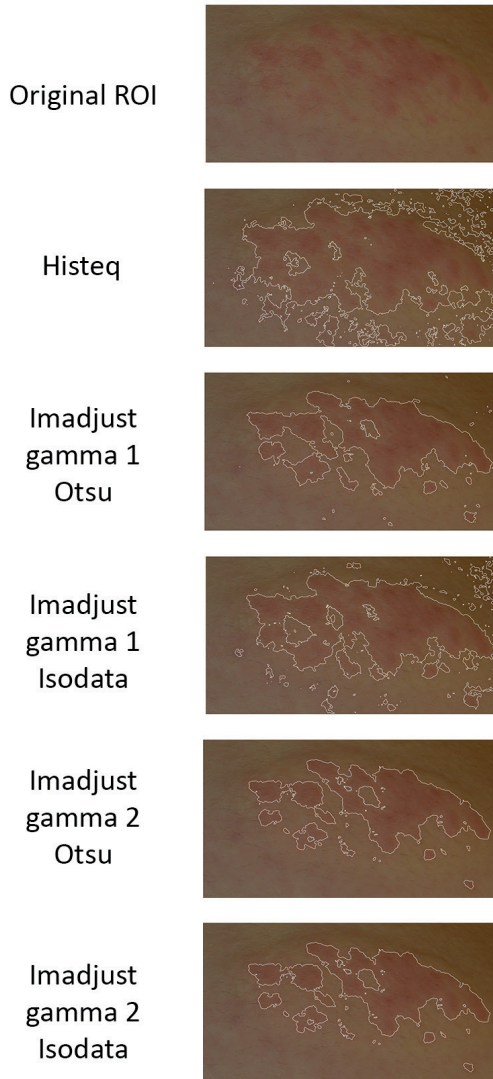 Original ROI
Histeq
Imadjust
gamma 1
Otsu
Imadjust
gamma 1
Isodata
Imadjust
gamma 2
Otsu
Imadjust
gamma 2
Isodata